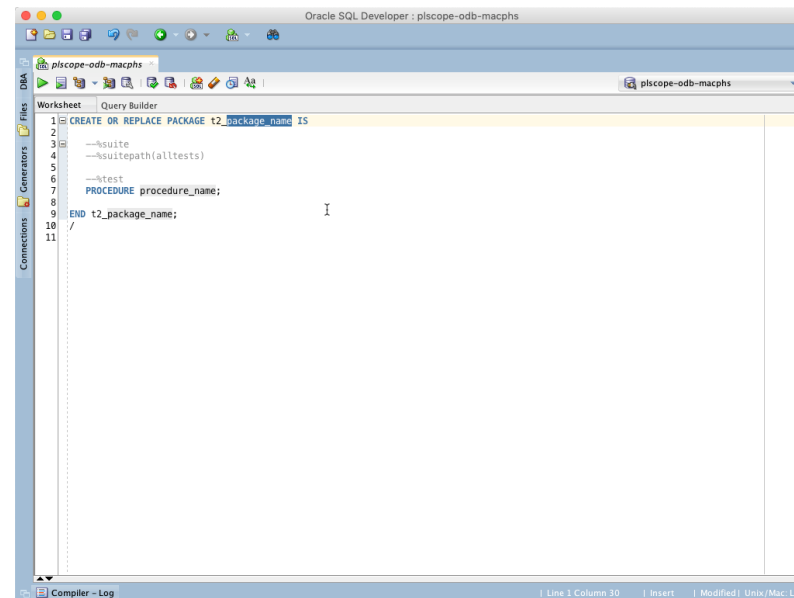 Oracle SQL Developer : plscope-odb-macphs
plscope-odb-macphs
plscope-odb-macphs
DBA
Files
Generators
Connections
Worksheet Query Builder
1 CREATE OR REPLACE PACKAGE t2_package_name IS
2
3 --%suite
4 --%suitepath(alltests)
5
6 --%test
7 PROCEDURE procedure_name;
8
9 END t2_package_name;
10 /
11
Compiler - Log
| Line 1 Column 30 | Insert | Modified| Unix/Mac: L